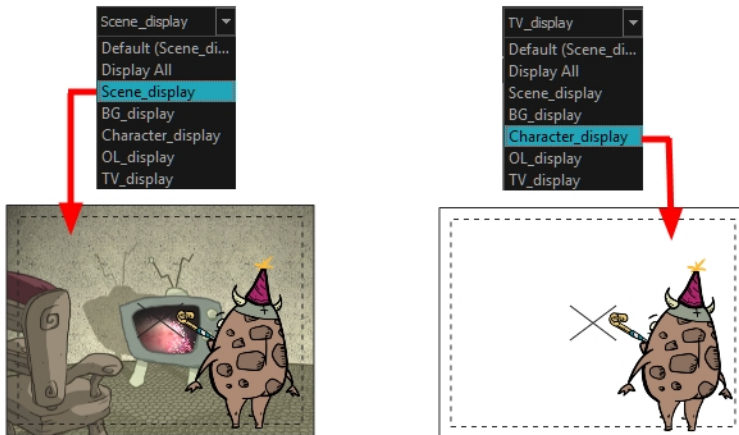 Scene_display
Default (Scene_di...
Display All
Scene_display
BG_display
Character_display
OL_display
TV_display
TV_display
Default (Scene_di...
Display All
Scene_display
BG_display
Character_display
OL_display
TV_display